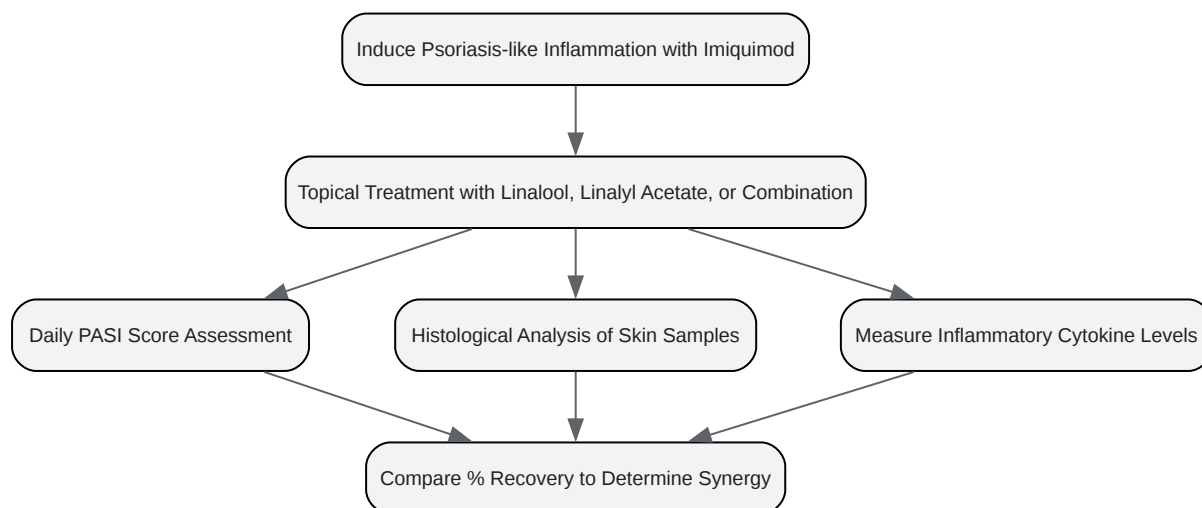 Induce Psoriasis-like Inflammation with Imiquimod
Topical Treatment with Linalool, Linalyl Acetate, or Combination
Daily PASI Score Assessment
Histological Analysis of Skin Samples
Measure Inflammatory Cytokine Levels
Compare % Recovery to Determine Synergy